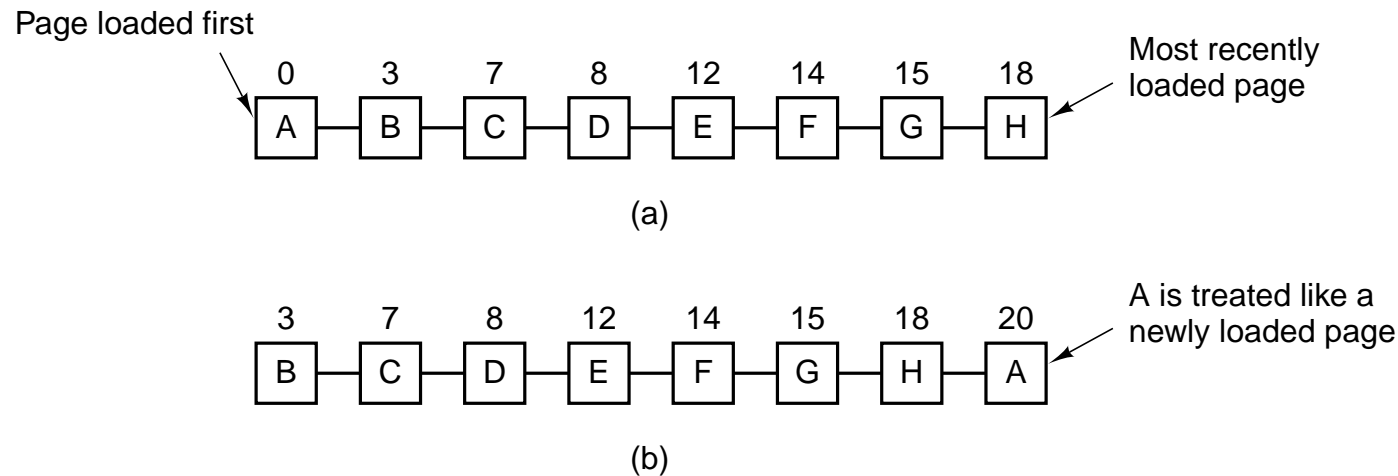 Page loaded first
Most recently
loaded page
0 3 7 8 12 14 15 18
A B C D E F G H
(a)
A is treated like a
newly loaded page
3 7 8 12 14 15 18 20
B C D E F G H A
(b)